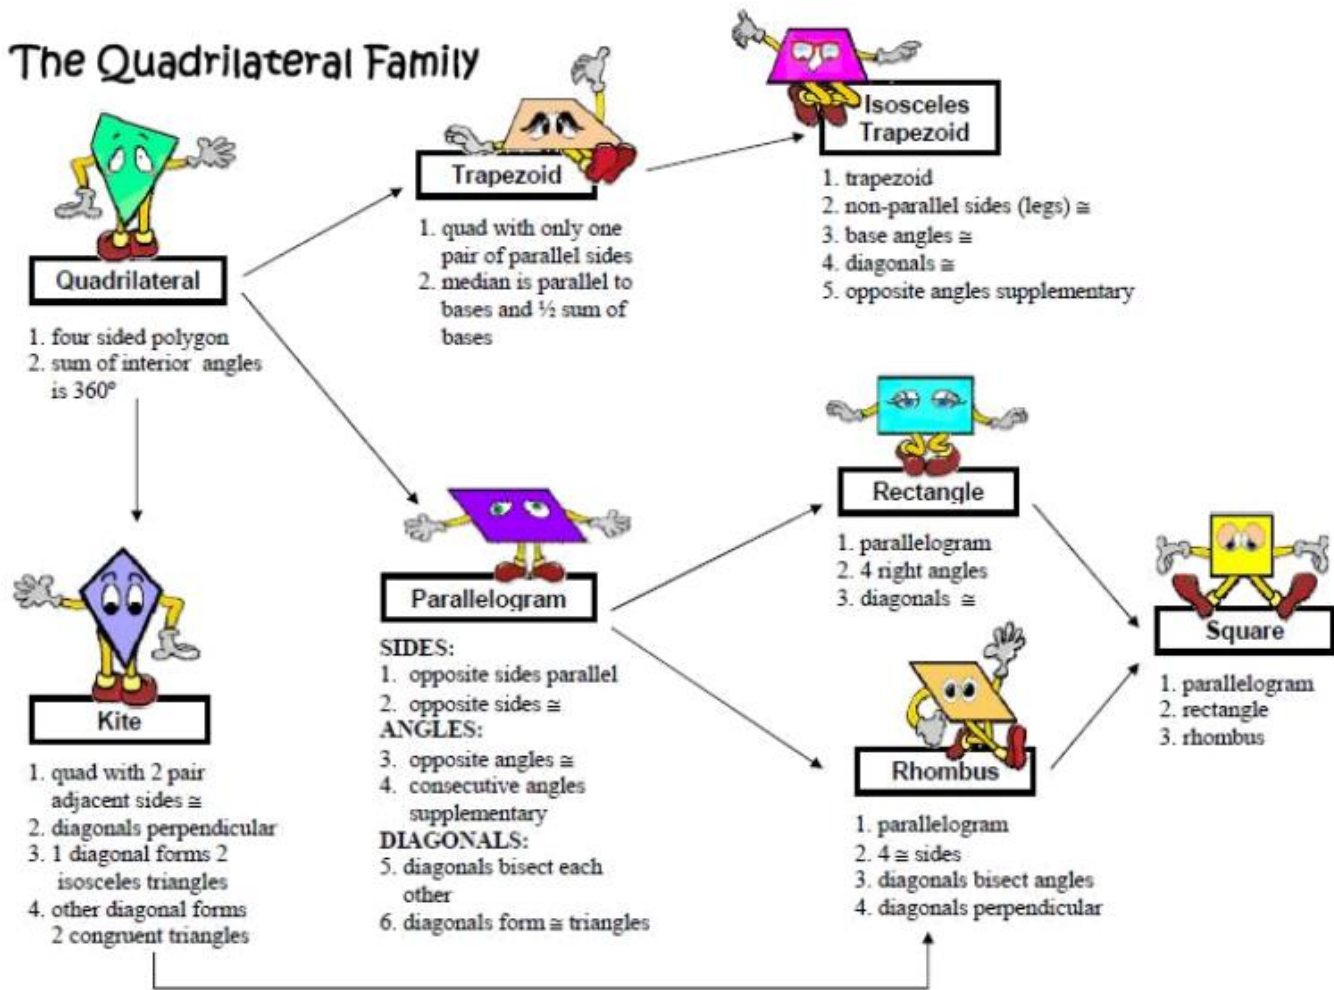 The Quadrilateral Family
Quadrilateral
1. four sided polygon
2. sum of interior angles
is 360°
Trapezoid
1. quad with only one
pair of parallel sides
2. median is parallel to
bases and ½ sum of
bases
Isosceles
Trapezoid
1. trapezoid
2. non-parallel sides (legs) ≅
3. base angles ≅
4. diagonals ≅
5. opposite angles supplementary
Kite
1. quad with 2 pair
adjacent sides ≅
2. diagonals perpendicular
3. 1 diagonal forms 2
isosceles triangles
4. other diagonal forms
2 congruent triangles
Parallelogram
SIDES:
1. opposite sides parallel
2. opposite sides ≅
ANGLES:
3. opposite angles ≅
4. consecutive angles
supplementary
DIAGONALS:
5. diagonals bisect each
other
6. diagonals form ≅ triangles
Rectangle
1. parallelogram
2. 4 right angles
3. diagonals ≅
Rhombus
1. parallelogram
2. 4 ≅ sides
3. diagonals bisect angles
4. diagonals perpendicular
Square
1. parallelogram
2. rectangle
3. rhombus